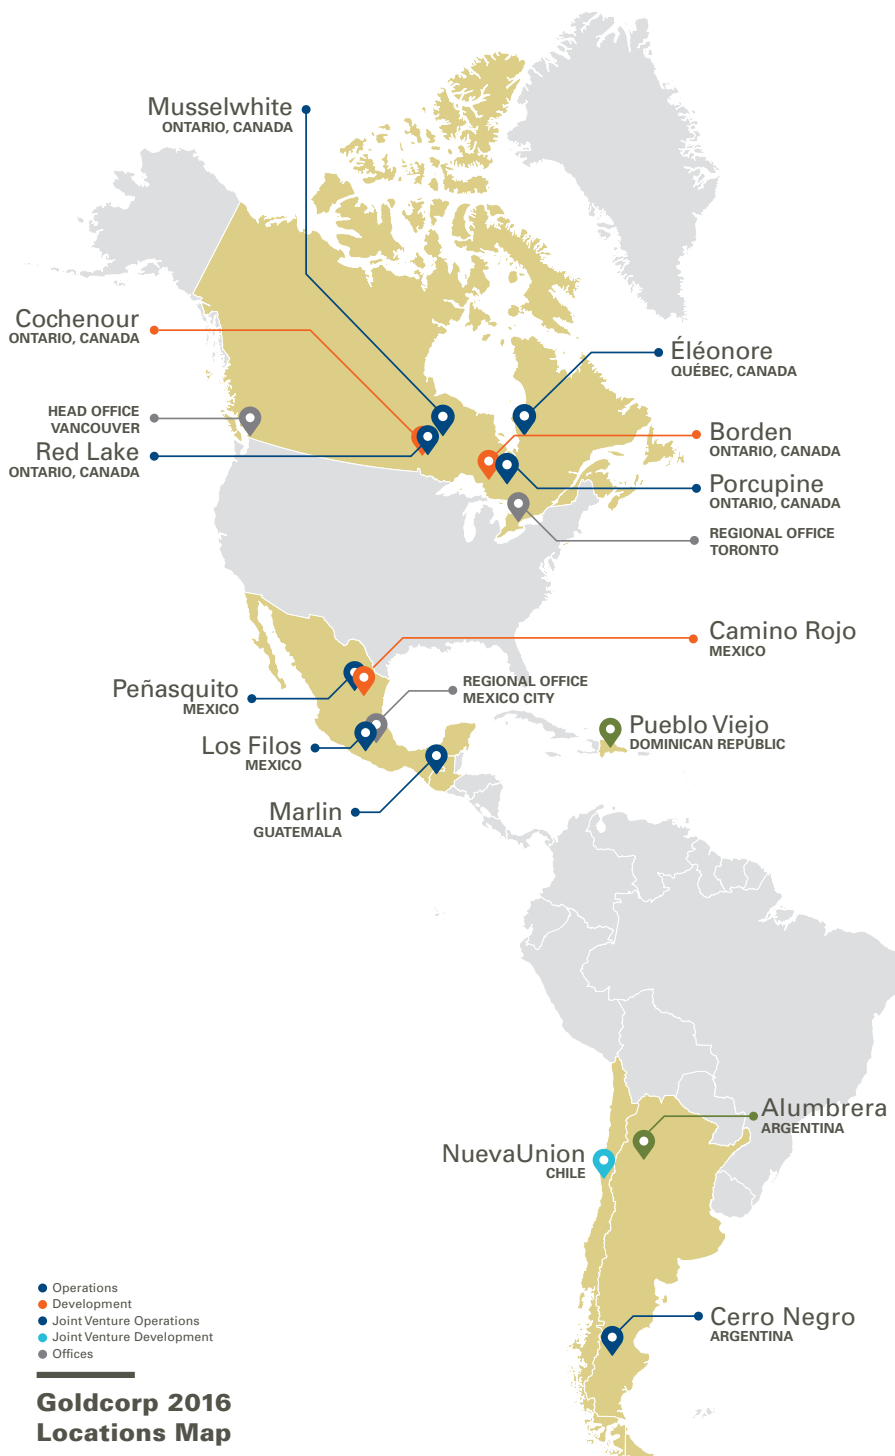 Musselwhite
ONTARIO, CANADA
Cochenour
ONTARIO, CANADA
Éléonore
QUÉBEC, CANADA
HEAD OFFICE
VANCOUVER
Red Lake
ONTARIO, CANADA
Borden
ONTARIO, CANADA
Porcupine
ONTARIO, CANADA
REGIONAL OFFICE
TORONTO
Camino Rojo
MEXICO
Peñasquito
MEXICO
REGIONAL OFFICE
MEXICO CITY
Los Filos
MEXICO
Pueblo Viejo
DOMINICAN REPUBLIC
Marlin
GUATEMALA
Alumbrera
ARGENTINA
NuevaUnion
CHILE
Cerro Negro
ARGENTINA
Operations
Development
Joint Venture Operations
Joint Venture Development
Offices
Goldcorp 2016
Locations Map